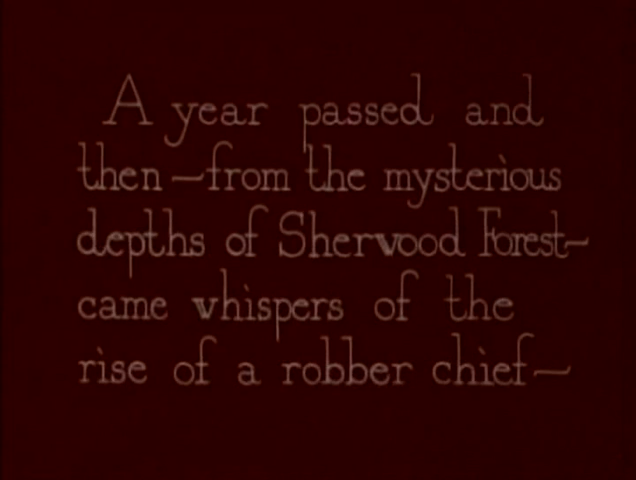 A year passed and
then—from the mysterious
depths of Sherwood Forest—
came whispers of the
rise of a robber chief—